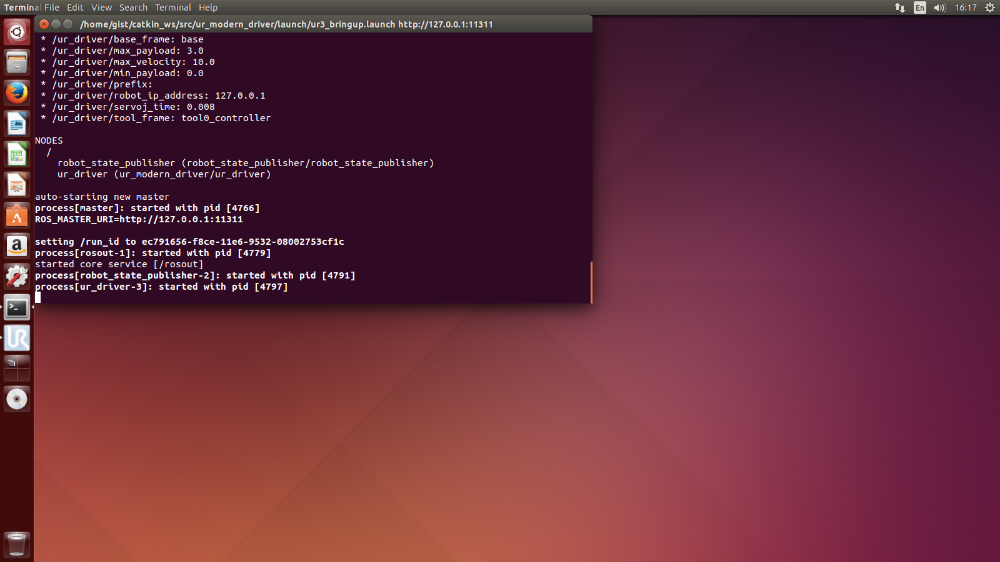 Terminal File Edit View Search Terminal Help
En 16:17
/home/gist/catkin_ws/src/ur_modern_driver/launch/ur3_bringup.launch http://127.0.0.1:11311
* /ur_driver/base_frame: base
* /ur_driver/max_payload: 3.0
* /ur_driver/max_velocity: 10.0
* /ur_driver/min_payload: 0.0
* /ur_driver/prefix:
* /ur_driver/robot_ip_address: 127.0.0.1
* /ur_driver/servoj_time: 0.008
* /ur_driver/tool_frame: tool0_controller
NODES
/
robot_state_publisher (robot_state_publisher/robot_state_publisher)
ur_driver (ur_modern_driver/ur_driver)
auto-starting new master
process[master]: started with pid [4766]
ROS_MASTER_URI=http://127.0.0.1:11311
setting /run_id to ec791656-f8ce-11e6-9532-08002753cf1c
process[rosout-1]: started with pid [4779]
started core service [/rosout]
process[robot_state_publisher-2]: started with pid [4791]
process[ur_driver-3]: started with pid [4797]
A
a
>_
UR